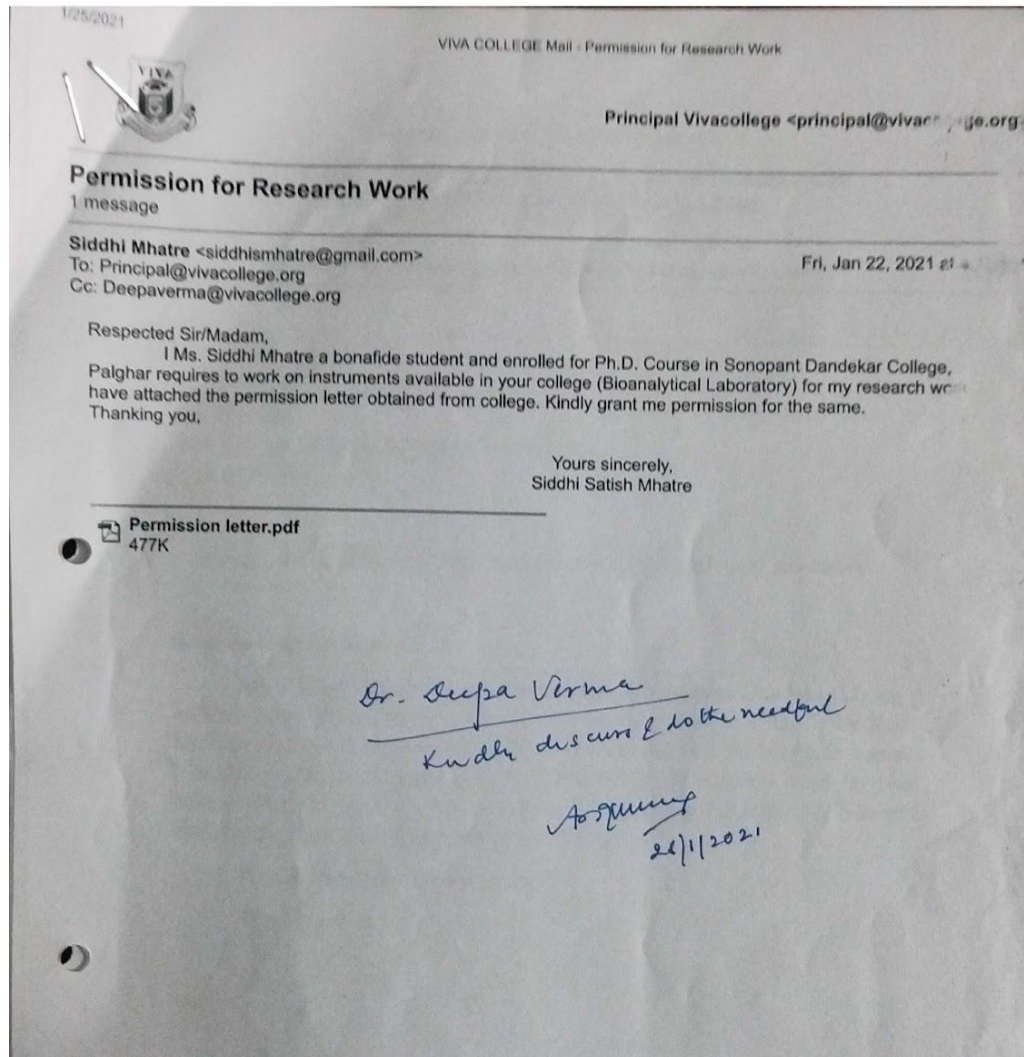 1/25/2021
VIVA COLLEGE Mail - Permission for Research Work
VIVA
Principal Vivacollege <principal@vivac
ge.org
Permission for Research Work
1 message
Siddhi Mhatre <siddhismhatre@gmail.com>
Fri, Jan 22, 2021 at
To: Principal@vivacollege.org
Cc: Deepaverma@vivacollege.org
Respected Sir/Madam,
I Ms. Siddhi Mhatre a bonafide student and enrolled for Ph.D. Course in Sonopant Dandekar College,
Palghar requires to work on instruments available in your college (Bioanalytical Laboratory) for my research
have attached the permission letter obtained from college. Kindly grant me permission for the same.
Thanking you,
Yours sincerely,
Siddhi Satish Mhatre
Permission letter.pdf
477K
Dr. Deepa Verma
Kindly discuss & do the needful
/1/2021